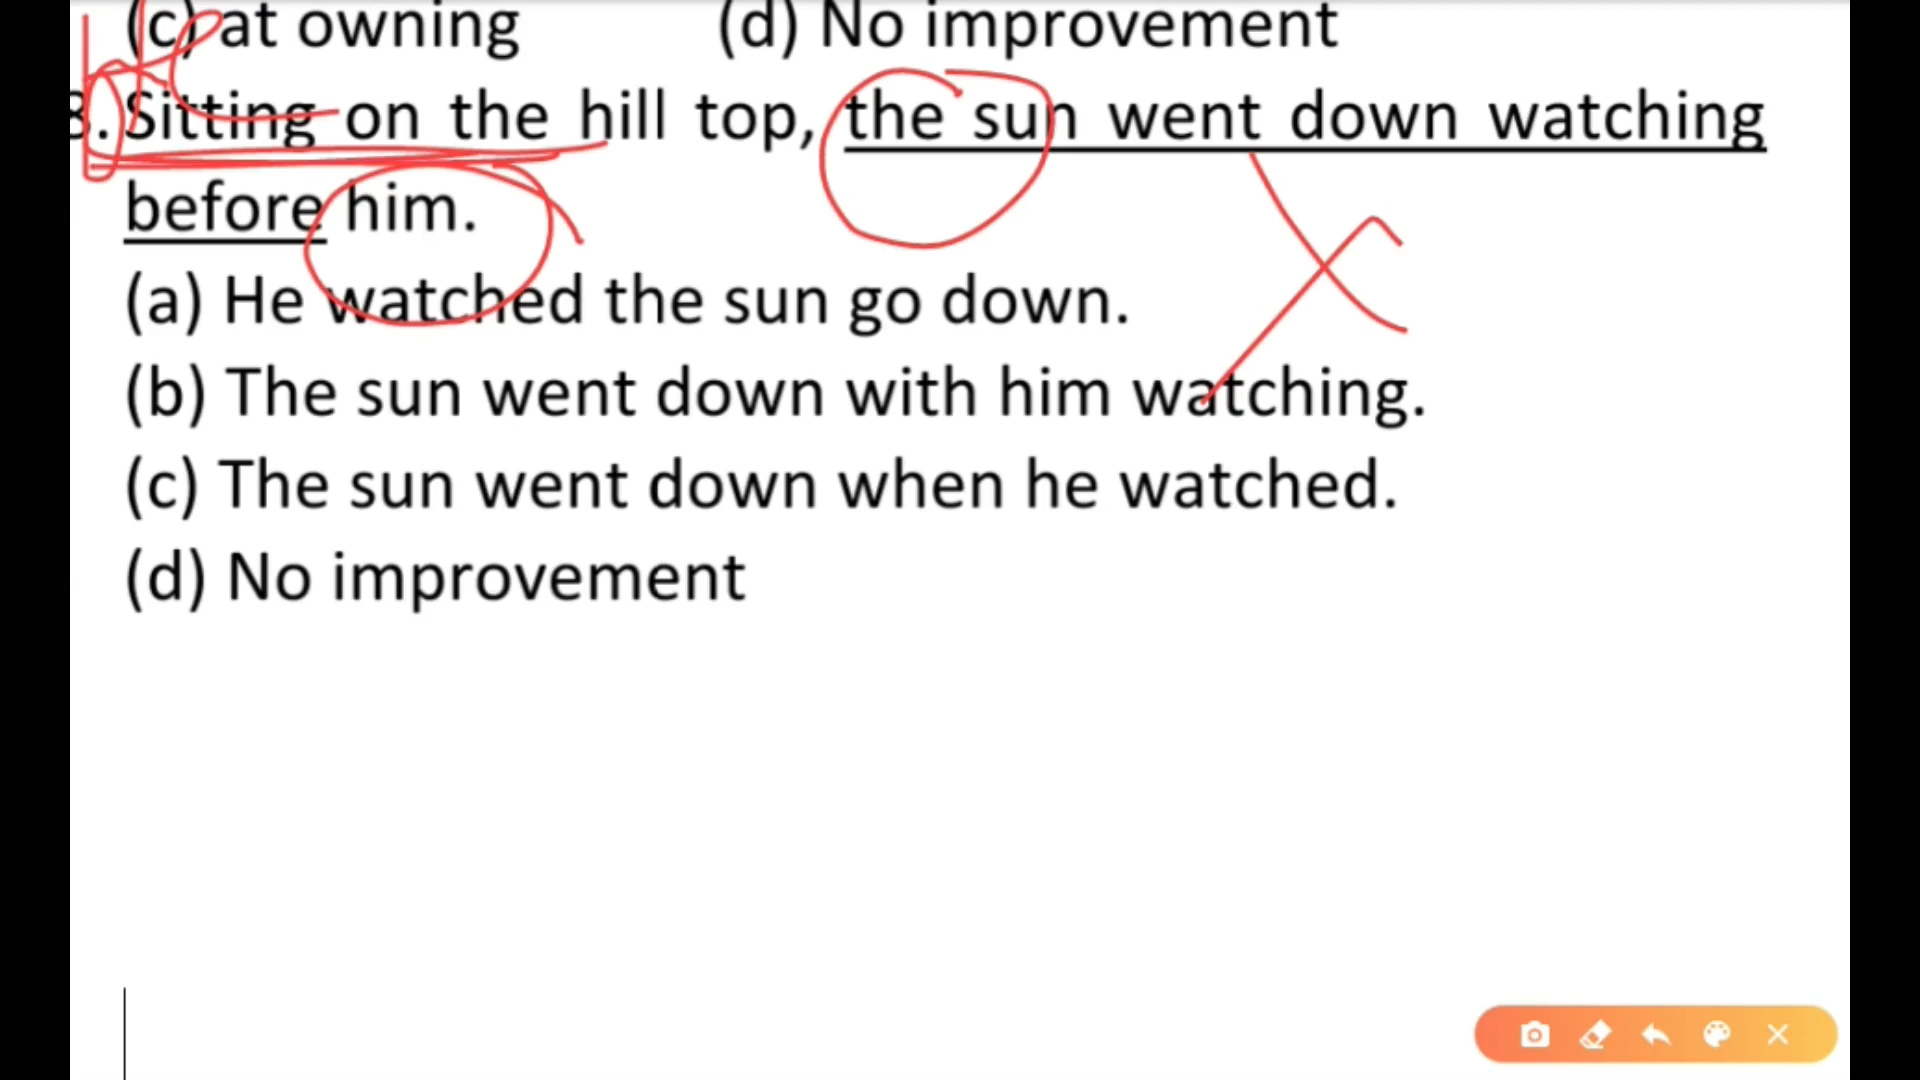 (c) at owning (d) No improvement
8. Sitting on the hill top, the sun went down watching
before him.
(a) He watched the sun go down.
(b) The sun went down with him watching.
(c) The sun went down when he watched.
(d) No improvement
he